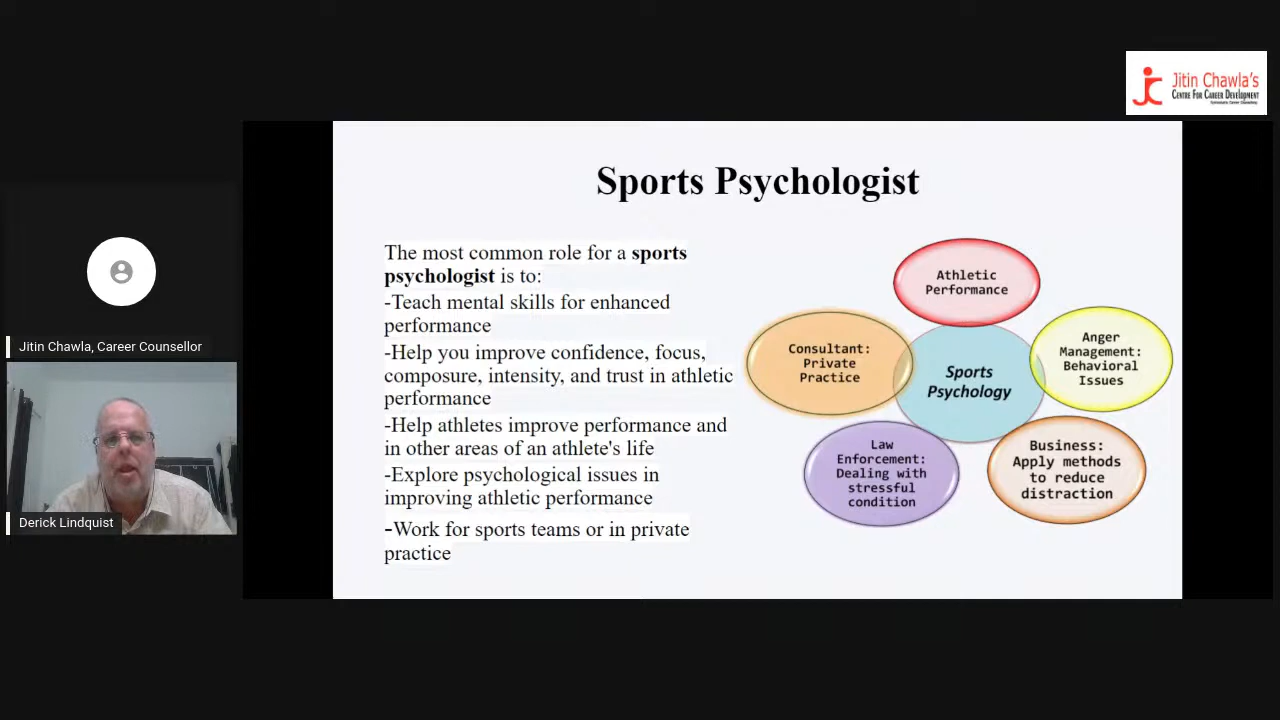 Jitin Chawla's
CENTRE FOR CAREER DEVELOPMENT
Sports Psychologist
The most common role for a sports
psychologist is to:
-Teach mental skills for enhanced
performance
-Help you improve confidence, focus,
composure, intensity, and trust in athletic
performance
-Help athletes improve performance and
in other areas of an athlete's life
-Explore psychological issues in
improving athletic performance
-Work for sports teams or in private
practice
Athletic
Performance
Consultant:
Private
Practice
Anger
Management:
Behavioral
Issues
Sports
Psychology
Law
Enforcement:
Dealing with
stressful
condition
Business:
Apply methods
to reduce
distraction
Jitin Chawla, Career Counsellor
Derick Lindquist